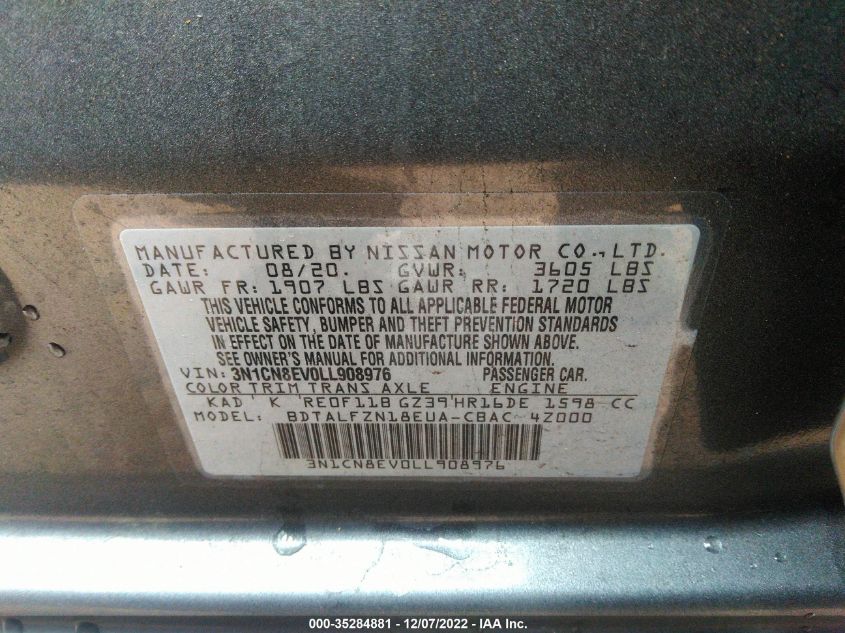 MANUFACTURED BY NISSAN MOTOR CO., LTD.
DATE: 08/20. GVWR: 3605 LBS
GAWR FR: 1907 LBS GAWR RR: 1720 LBS
THIS VEHICLE CONFORMS TO ALL APPLICABLE FEDERAL MOTOR
VEHICLE SAFETY, BUMPER AND THEFT PREVENTION STANDARDS
IN EFFECT ON THE DATE OF MANUFACTURE SHOWN ABOVE.
SEE OWNER'S MANUAL FOR ADDITIONAL INFORMATION.
VIN: 3N1CN8EV0LL908976 PASSENGER CAR.
COLOR TRIM TRANS AXLE ENGINE
KAD K RE0F11B GZ39 HR16DE 1598 CC
MODEL: BDTALFZN18EUA-CBAC 4Z000
3N1CN8EV0LL908976
000-35284881 - 12/07/2022 - IAA Inc.